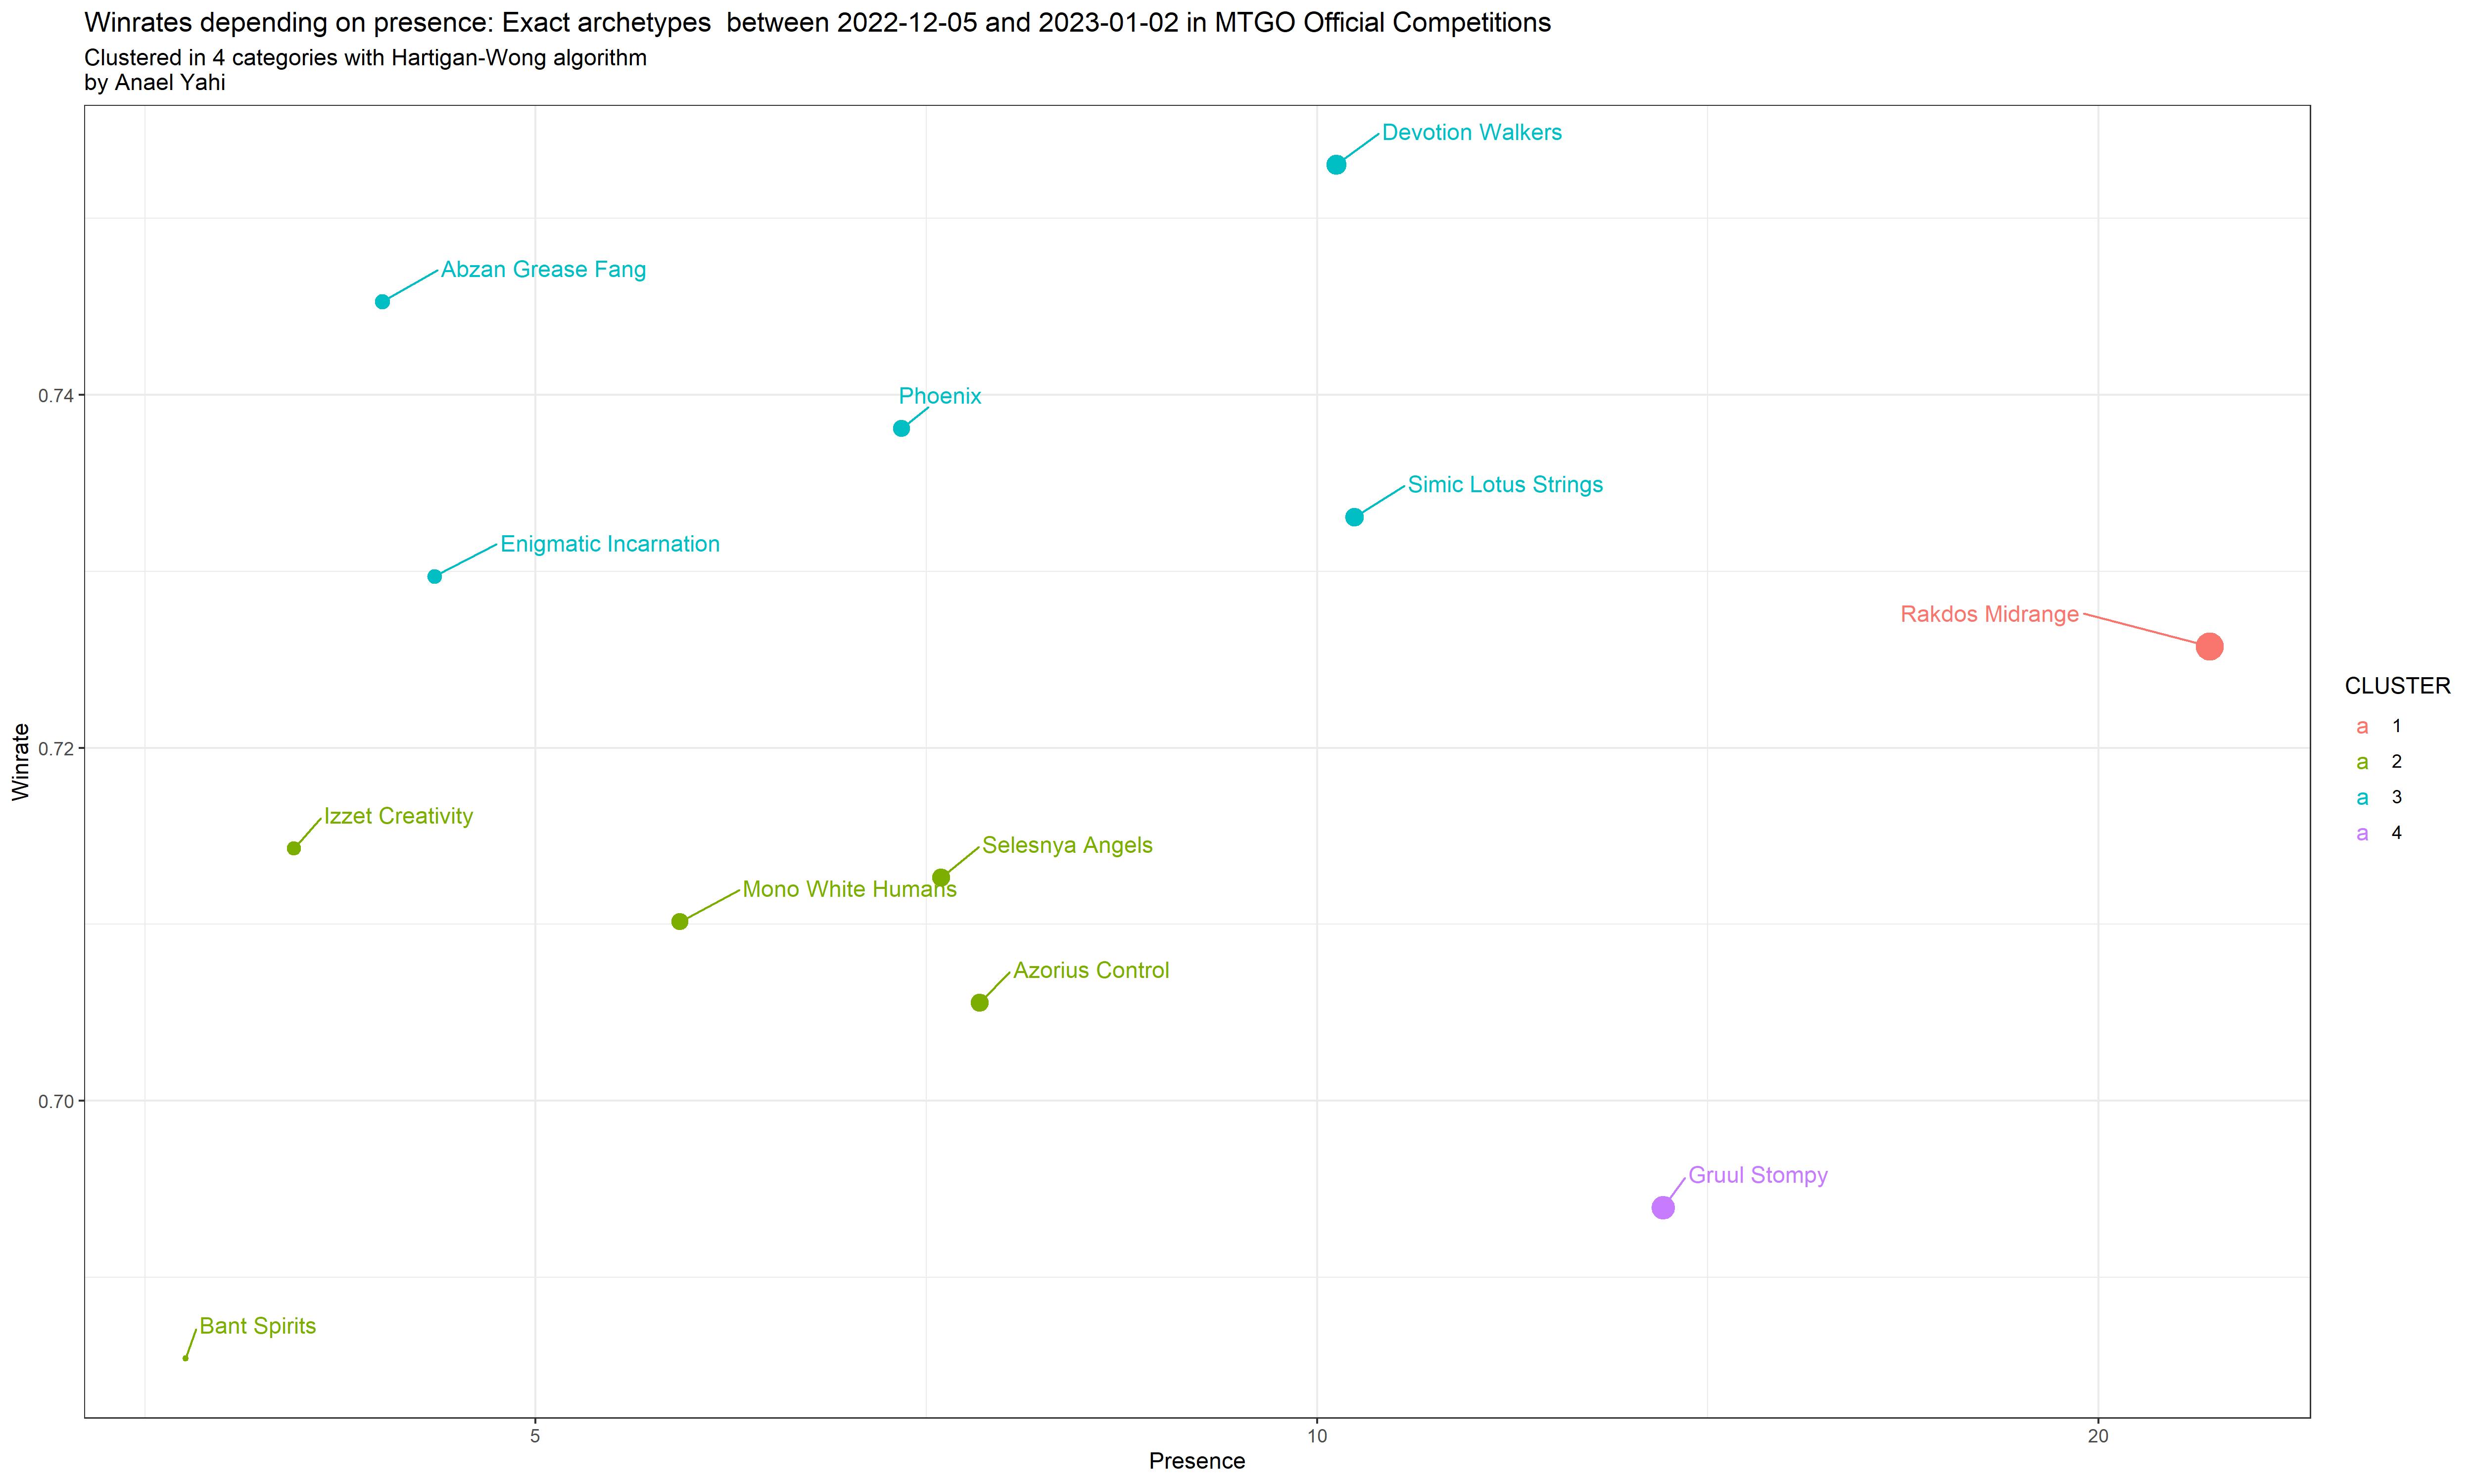 Winrates depending on presence: Exact archetypes  between 2022-12-05 and 2023-01-02 in MTGO Official Competitions
Clustered in 4 categories with Hartigan-Wong algorithm
by Anael Yahi
Devotion Walkers
Abzan Grease Fang
0.74
Phoenix
Simic Lotus Strings
Enigmatic Incarnation
Rakdos Midrange
CLUSTER
a 1
a 2
a 3
a 4
Winrate
0.72
Izzet Creativity
Selesnya Angels
Mono White Humans
Azorius Control
0.70
Gruul Stompy
Bant Spirits
5
10
20
Presence